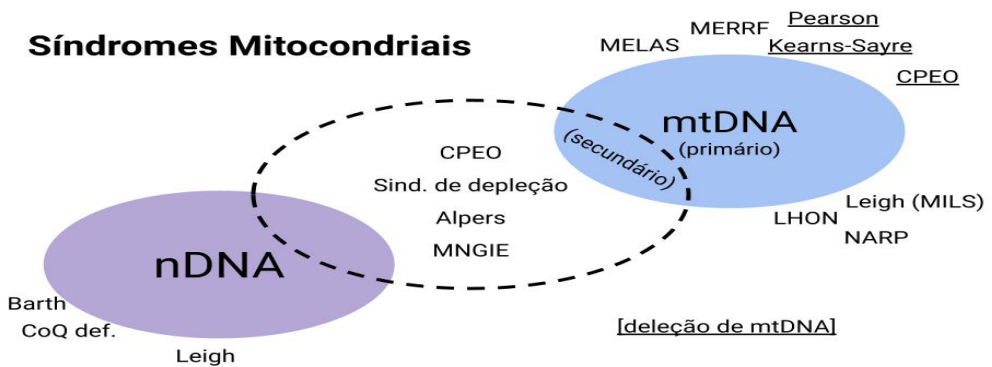 Síndromes Mitocondriais
MELAS
MERRF
Pearson
Kearns-Sayre
CPEO
mtDNA
(primário)
(secundário)
CPEO
Sind. de depleção
Alpers
MNGIE
Leigh (MILS)
LHON
NARP
nDNA
Barth
CoQ def.
Leigh
[deleção de mtDNA]